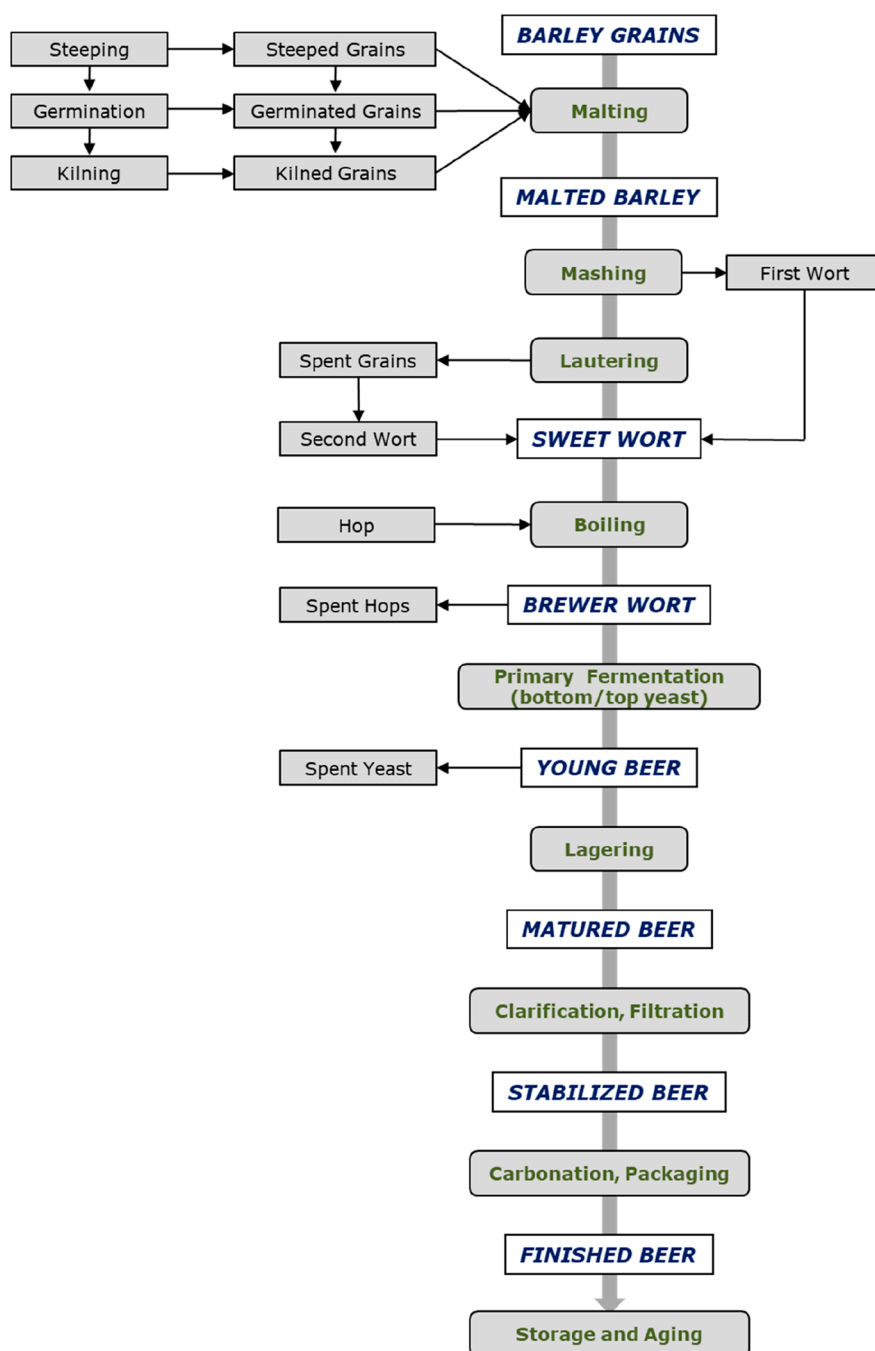 BARLEY GRAINS
Steeping
Steeped Grains
Germination
Germinated Grains
Malting
Kilning
Kilned Grains
MALTED BARLEY
Mashing
First Wort
Spent Grains
Lautering
Second Wort
SWEET WORT
Hop
Boiling
Spent Hops
BREWER WORT
Primary Fermentation
(bottom/top yeast)
Spent Yeast
YOUNG BEER
Lagering
MATURED BEER
Clarification, Filtration
STABILIZED BEER
Carbonation, Packaging
FINISHED BEER
Storage and Aging